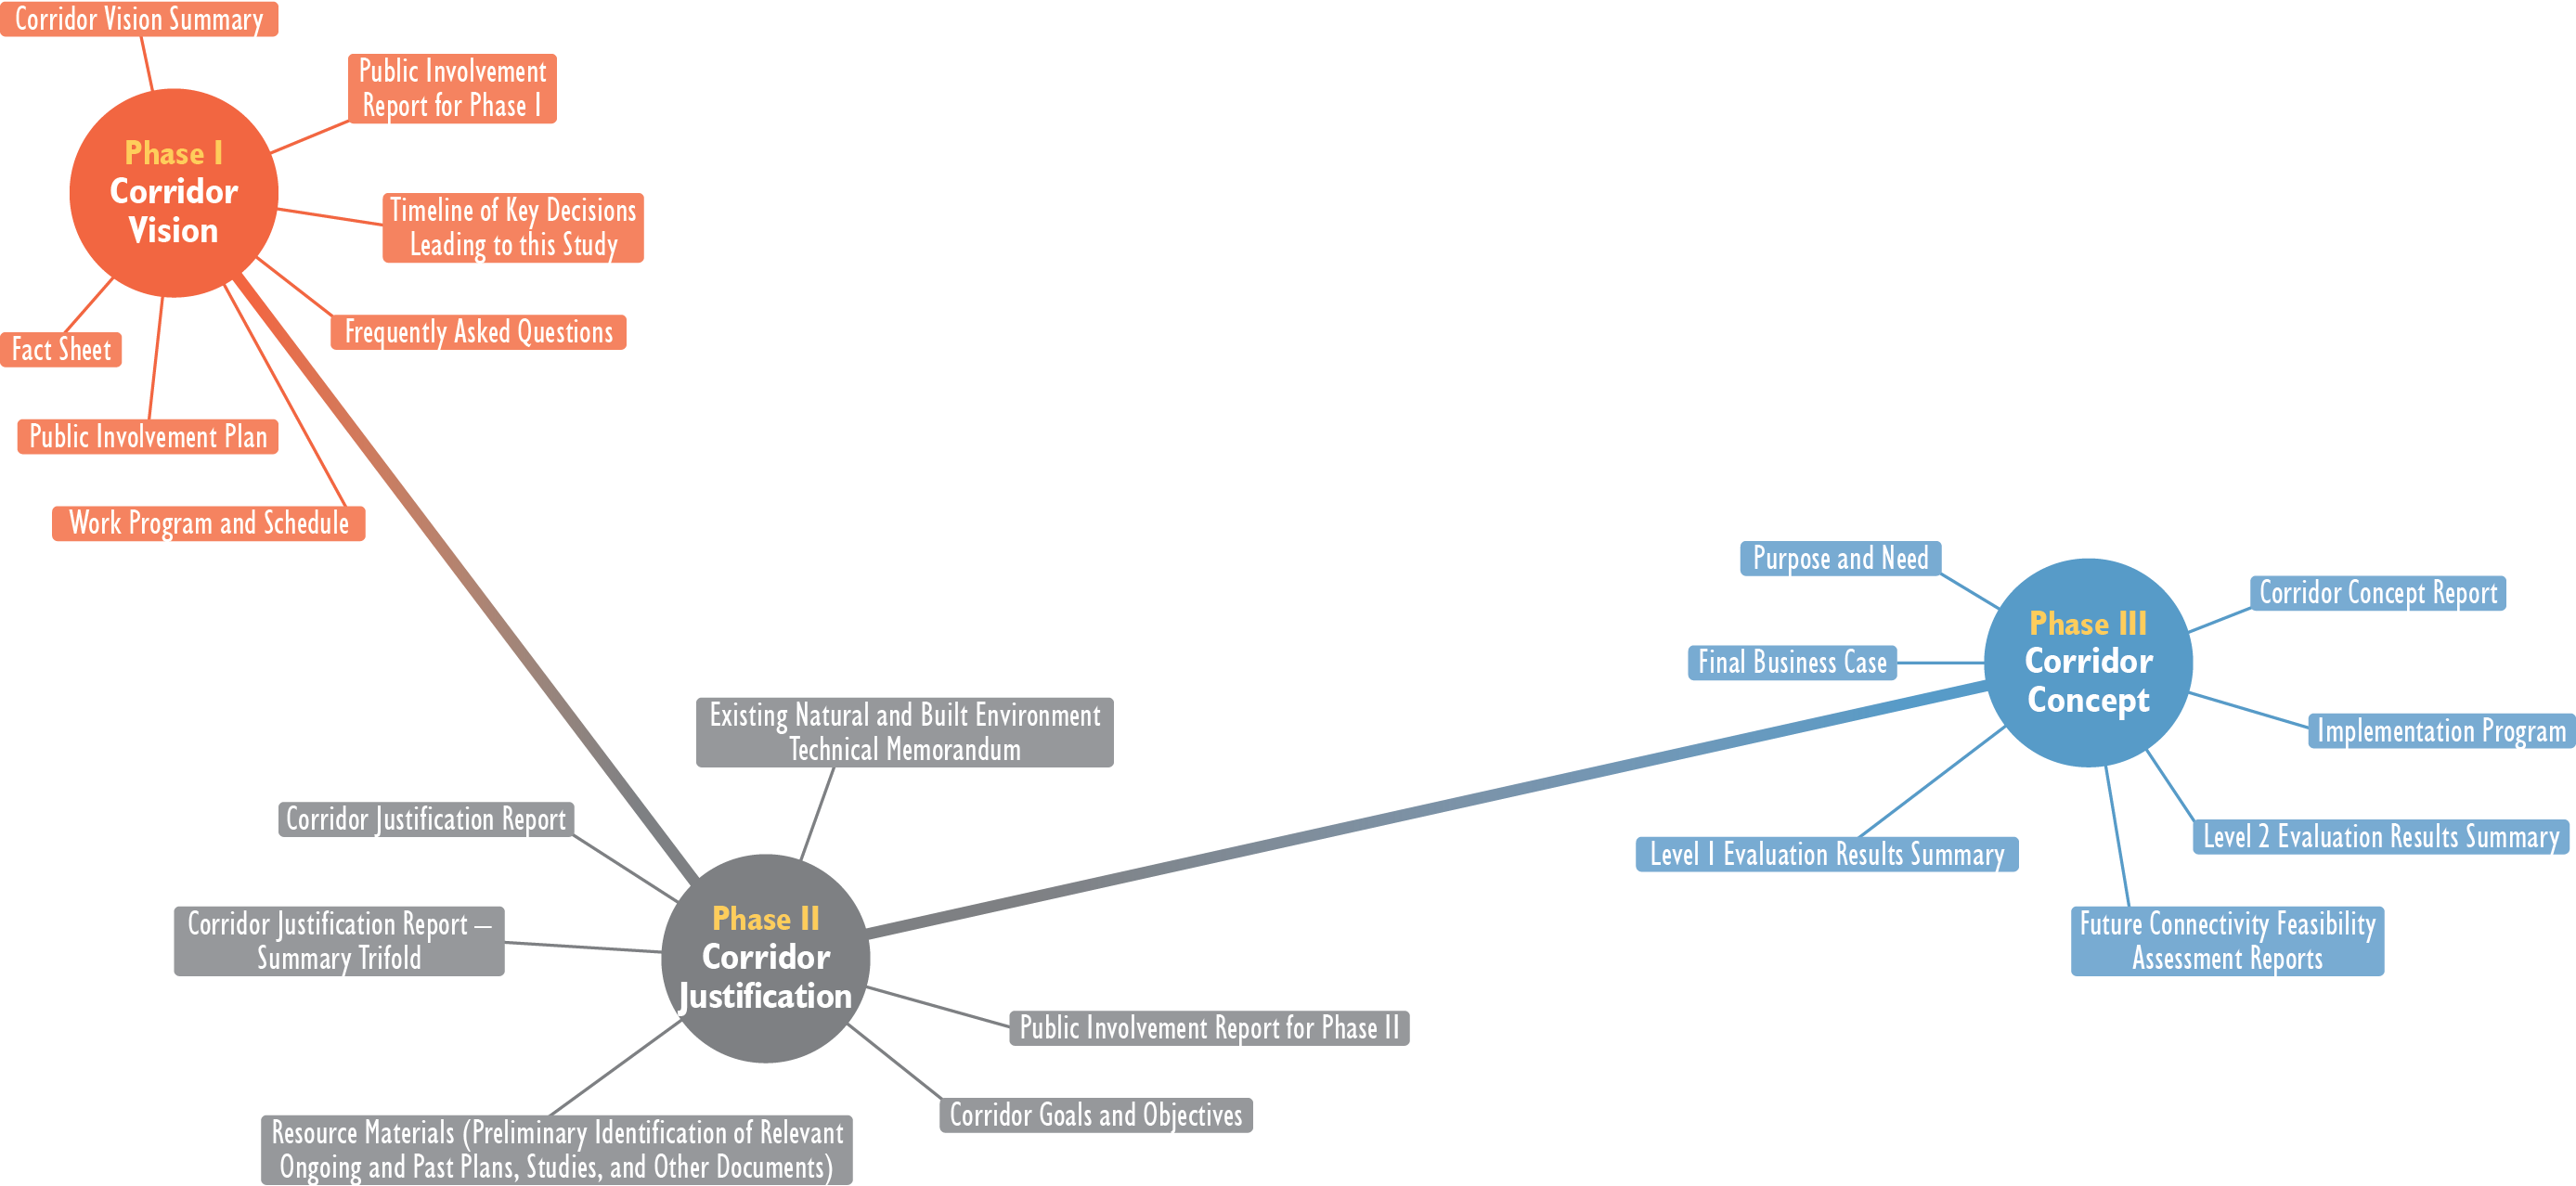 Corridor Vision Summary
Public Involvement
Report for Phase I
Phase I
Corridor
Vision
Timeline of Key Decisions
Leading to this Study
Frequently Asked Questions
Fact Sheet
Public Involvement Plan
Work Program and Schedule
Existing Natural and Built Environment
Technical Memorandum
Corridor Justification Report
Corridor Justification Report –
Summary Trifold
Phase II
Corridor
Justification
Public Involvement Report for Phase II
Corridor Goals and Objectives
Resource Materials (Preliminary Identification of Relevant
Ongoing and Past Plans, Studies, and Other Documents)
Purpose and Need
Corridor Concept Report
Phase III
Corridor
Concept
Final Business Case
Implementation Program
Level 1 Evaluation Results Summary
Level 2 Evaluation Results Summary
Future Connectivity Feasibility
Assessment Reports